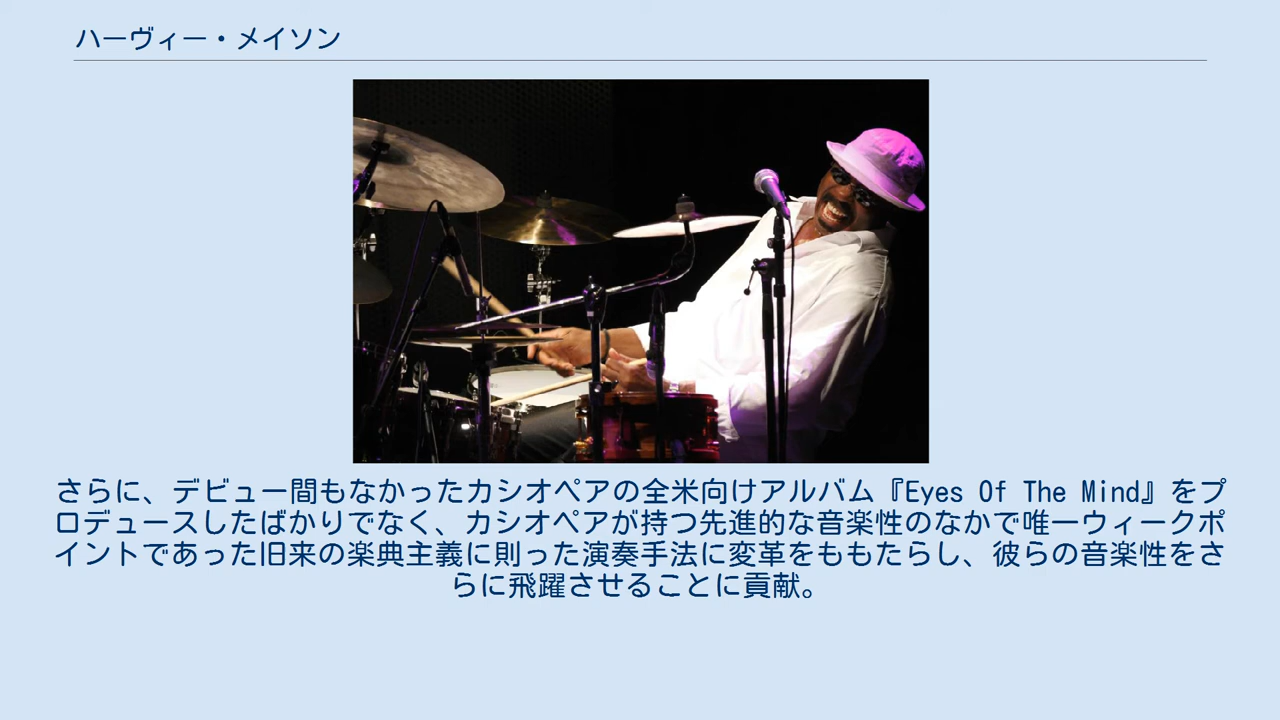 ハーヴィー・メイソン
さらに、デビュー間もなかったカシオペアの全米向けアルバム『Eyes Of The Mind』をプ
ロデュースしたばかりでなく、カシオペアが持つ先進的な音楽性のなかで唯一ウィークポ
イントであった旧来の楽典主義に則った演奏手法に変革をももたらし、彼らの音楽性をさ
らに飛躍させることに貢献。